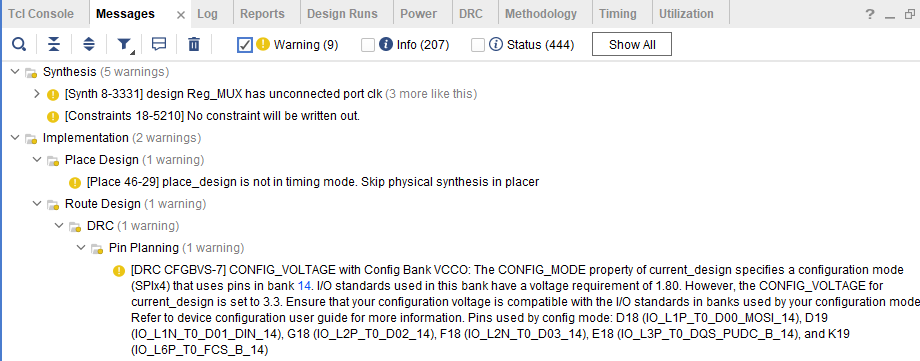 Tcl Console Messages Log Reports Design Runs Power DRC Methodology Timing Utilization
Warning (9) Info (207) Status (444) Show All
Synthesis (5 warnings)
[Synth 8-3331] design Reg_MUX has unconnected port clk (3 more like this)
[Constraints 18-5210] No constraint will be written out.
Implementation (2 warnings)
Place Design (1 warning)
[Place 46-29] place_design is not in timing mode. Skip physical synthesis in placer
Route Design (1 warning)
DRC (1 warning)
Pin Planning (1 warning)
[DRC CFGBVS-7] CONFIG_VOLTAGE with Config Bank VCCO: The CONFIG_MODE property of current_design specifies a configuration mode
(SPIx4) that uses pins in bank 14. I/O standards used in this bank have a voltage requirement of 1.80. However, the CONFIG_VOLTAGE for
current_design is set to 3.3. Ensure that your configuration voltage is compatible with the I/O standards in banks used by your configuration mode
Refer to device configuration user guide for more information. Pins used by config mode: D18 (IO_L1P_T0_D00_MOSI_14), D19
(IO_L1N_T0_D01_DIN_14), G18 (IO_L2P_T0_D02_14), F18 (IO_L2N_T0_D03_14), E18 (IO_L3P_T0_DQS_PUDC_B_14), and K19
(IO_L6P_T0_FCS_B_14)